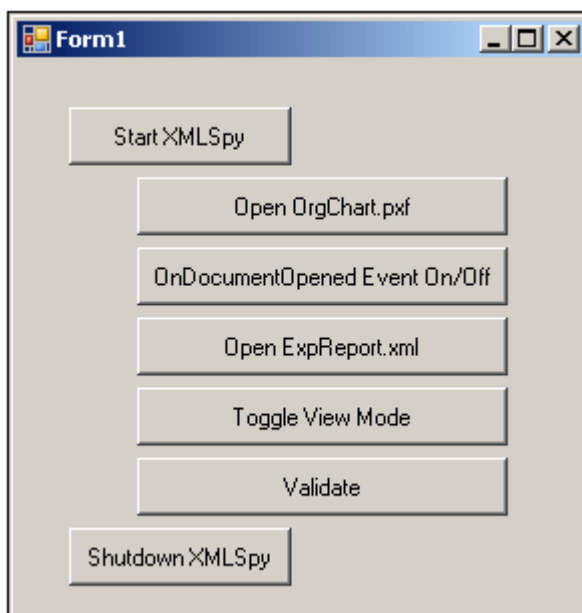 Form1
Start XMLSpy
Open OrgChart.pxf
OnDocumentOpened Event On/Off
Open ExpReport.xml
Toggle View Mode
Validate
Shutdown XMLSpy